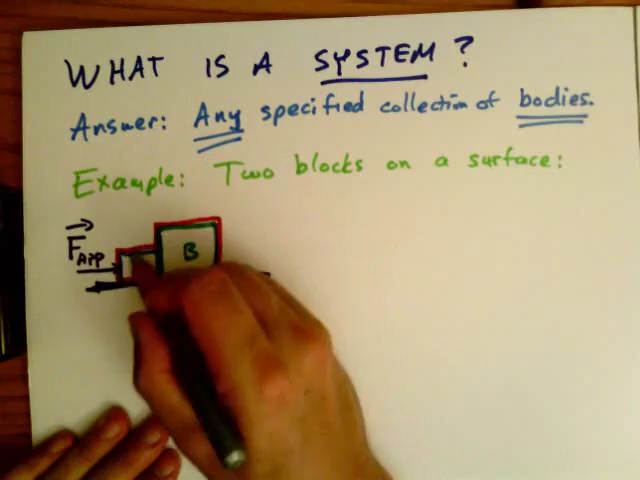 WHAT IS A SYSTEM?
Answer: Any specified collection of bodies.
Example: Two blocks on a surface:
F APP
B